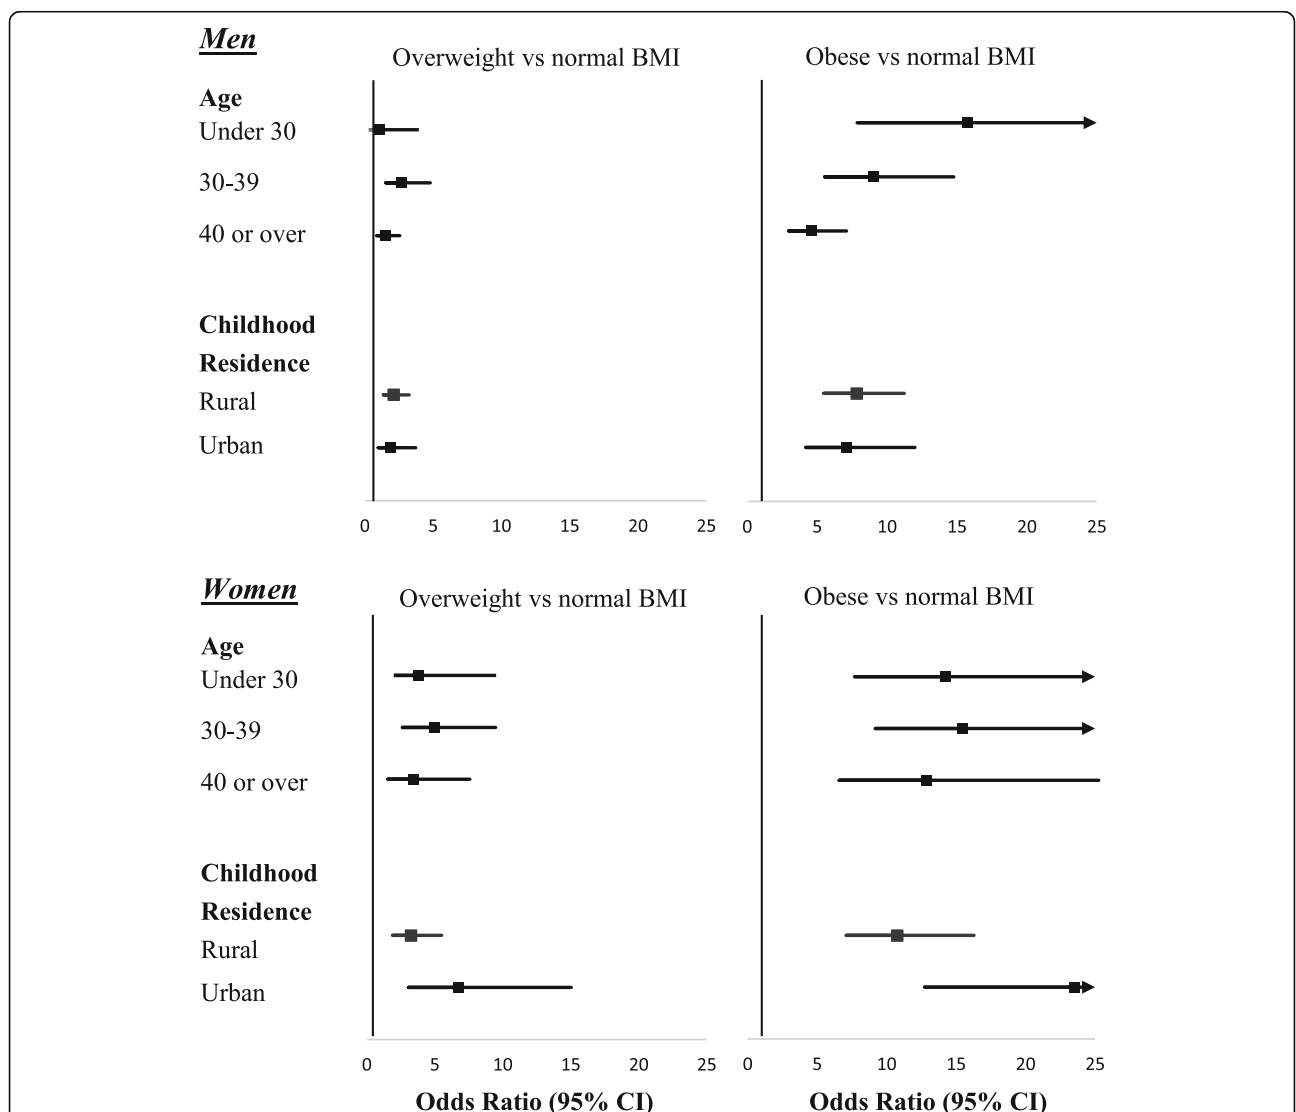 Men
Overweight vs normal BMI
Obese vs normal BMI
Age
Under 30
30-39
40 or over
Childhood
Residence
Rural
Urban
0 5 10 15 20 25
0 5 10 15 20 25
Women
Overweight vs normal BMI
Obese vs normal BMI
Age
Under 30
30-39
40 or over
Childhood
Residence
Rural
Urban
0 5 10 15 20 25
0 5 10 15 20 25
Odds Ratio (95% CI)
Odds Ratio (95% CI)